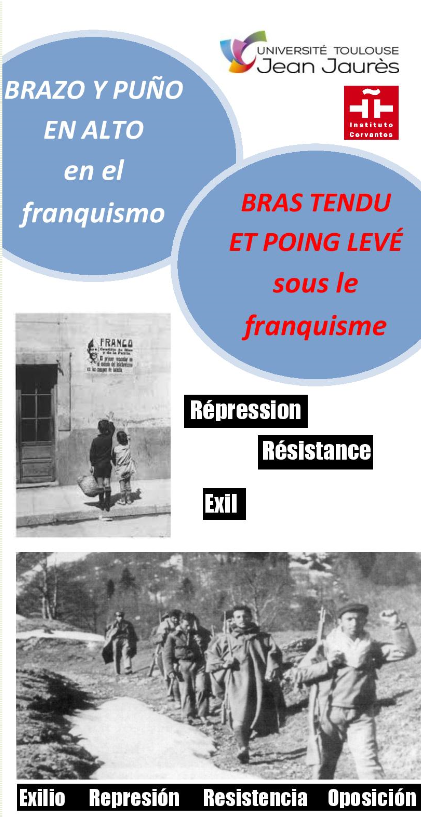 UNIVERSITÉ TOULOUSE
Jean Jaurès
Instituto
Cervantes
BRAZO Y PUÑO
EN ALTO
en el
franquismo
BRAS TENDU
ET POING LEVÉ
sous le
franquisme
FRANCO
Répression
Résistance
Exil
Exilio Represión Resistencia Oposición